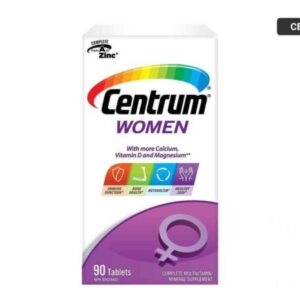 CE
COMPLETE
A to
Zinc®
Centrum®
WOMEN
With more Calcium,
Vitamin D and Magnesium**
IMMUNE
FUNCTION*
BONE
HEALTH*
METABOLISM*
HEALTHY
SKIN*
90 Tablets
COMPLETE MULTIVITAMIN/
MINERAL SUPPLEMENT